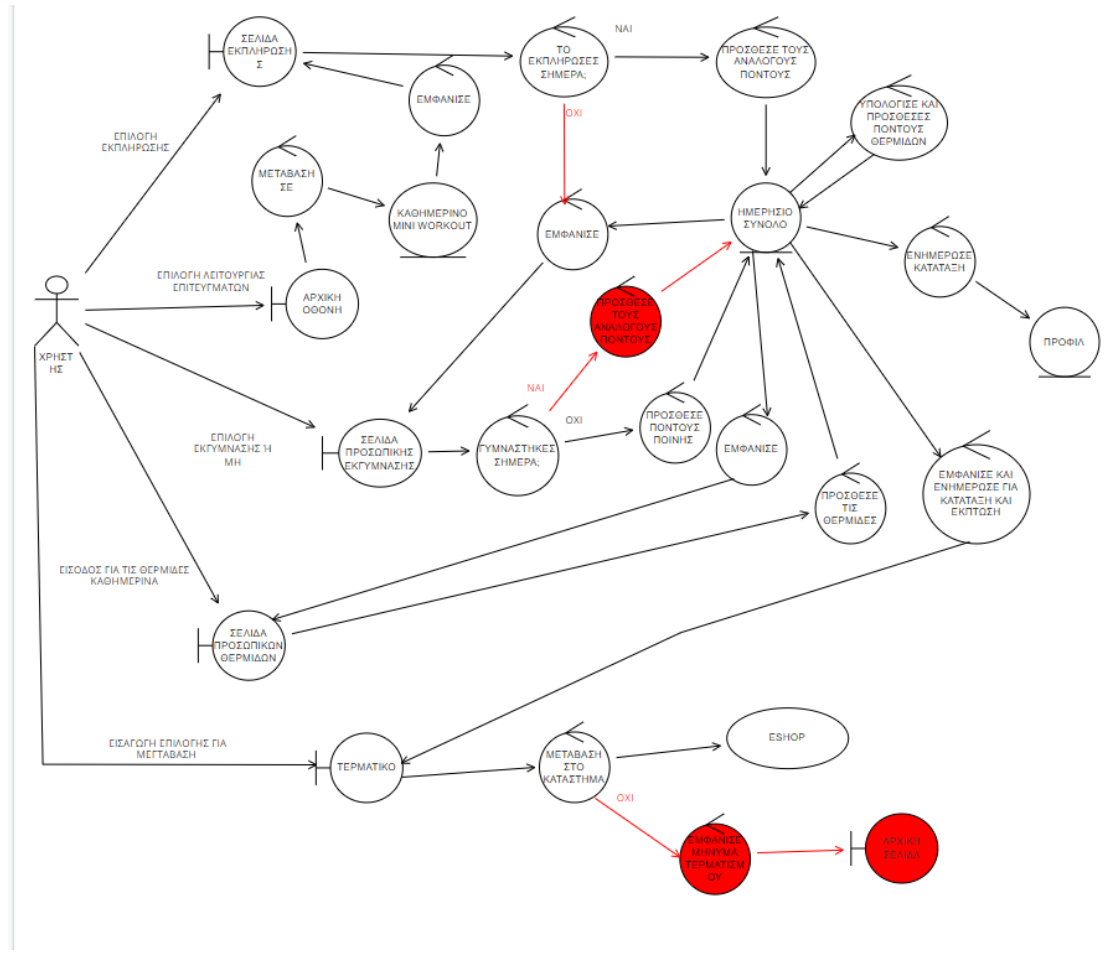 ΣΕΛΙΔΑ
ΕΚΠΛΗΡΩΣΗ
Σ
ΤΟ
ΕΚΠΛΗΡΩΣΕΣ
ΣΗΜΕΡΑ;
ΝΑΙ
ΠΡΟΣΘΕΣΕ ΤΟΥΣ
ΑΝΑΛΟΓΟΥΣ
ΠΟΝΤΟΥΣ
ΕΜΦΑΝΙΣΕ
ΟΧΙ
ΥΠΟΛΟΓΙΣΕ ΚΑΙ
ΠΡΟΣΘΕΣΕΣ
ΠΟΝΤΟΥΣ
ΘΕΡΜΙΔΩΝ
ΕΠΙΛΟΓΗ
ΕΚΠΛΗΡΩΣΗΣ
ΜΕΤΑΒΑΣΗ
ΣΕ
ΚΑΘΗΜΕΡΙΝΟ
MINI WORKOUT
ΕΜΦΑΝΙΣΕ
ΗΜΕΡΗΣΙΟ
ΣΥΝΟΛΟ
ΕΝΗΜΕΡΩΣΕ
ΚΑΤΑΤΑΞΗ
ΕΠΙΛΟΓΗ ΛΕΙΤΟΥΡΓΙΑΣ
ΕΠΙΤΕΥΓΜΑΤΩΝ
ΑΡΧΙΚΗ
ΟΘΟΝΗ
ΠΡΟΣΘΕΣΕ
ΤΟΥΣ
ΑΝΑΛΟΓΟΥΣ
ΠΟΝΤΟΥΣ
ΠΡΟΦΙΛ
ΧΡΗΣΤ
ΗΣ
ΝΑΙ
ΕΠΙΛΟΓΗ
ΕΚΓΥΜΝΑΣΗΣ Ή
ΜΗ
ΣΕΛΙΔΑ
ΠΡΟΣΩΠΙΚΗΣ
ΕΚΓΥΜΝΑΣΗΣ
ΓΥΜΝΑΣΤΗΚΕΣ
ΣΗΜΕΡΑ;
ΟΧΙ
ΠΡΟΣΘΕΣΕ
ΠΟΝΤΟΥΣ
ΠΟΙΝΗΣ
ΕΜΦΑΝΙΣΕ
ΠΡΟΣΘΕΣΕ
ΤΙΣ
ΘΕΡΜΙΔΕΣ
ΕΜΦΑΝΙΣΕ ΚΑΙ
ΕΝΗΜΕΡΩΣΕ ΓΙΑ
ΚΑΤΑΤΑΞΗ ΚΑΙ
ΕΚΠΤΩΣΗ
ΕΙΣΟΔΟΣ ΓΙΑ ΤΙΣ ΘΕΡΜΙΔΕΣ
ΚΑΘΗΜΕΡΙΝΑ
ΣΕΛΙΔΑ
ΠΡΟΣΩΠΙΚΩΝ
ΘΕΡΜΙΔΩΝ
ΕΙΣΑΓΩΓΗ ΕΠΙΛΟΓΗΣ ΓΙΑ
ΜΕΓΤΑΒΑΣΗ
ΤΕΡΜΑΤΙΚΟ
ΜΕΤΑΒΑΣΗ
ΣΤΟ
ΚΑΤΑΣΤΗΜΑ
ESHOP
ΟΧΙ
ΕΜΦΑΝΙΣΕ
ΜΗΝΥΜΑ
ΤΕΡΜΑΤΙΣΜ
ΟΥ
ΑΡΧΙΚΗ
ΣΕΛΙΔΑ